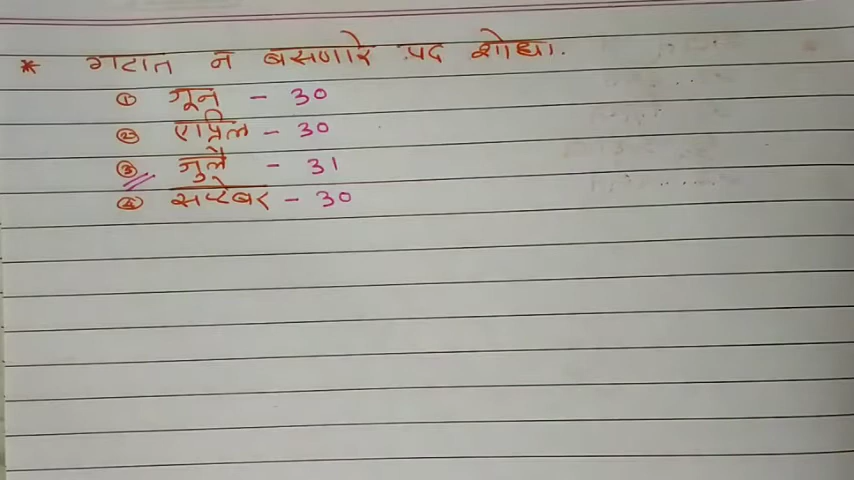 * गटात न बसणारे पद शोधा.
① जून - 30
② एप्रिल - 30
③ जुलै - 31
④ सप्टेंबर - 30